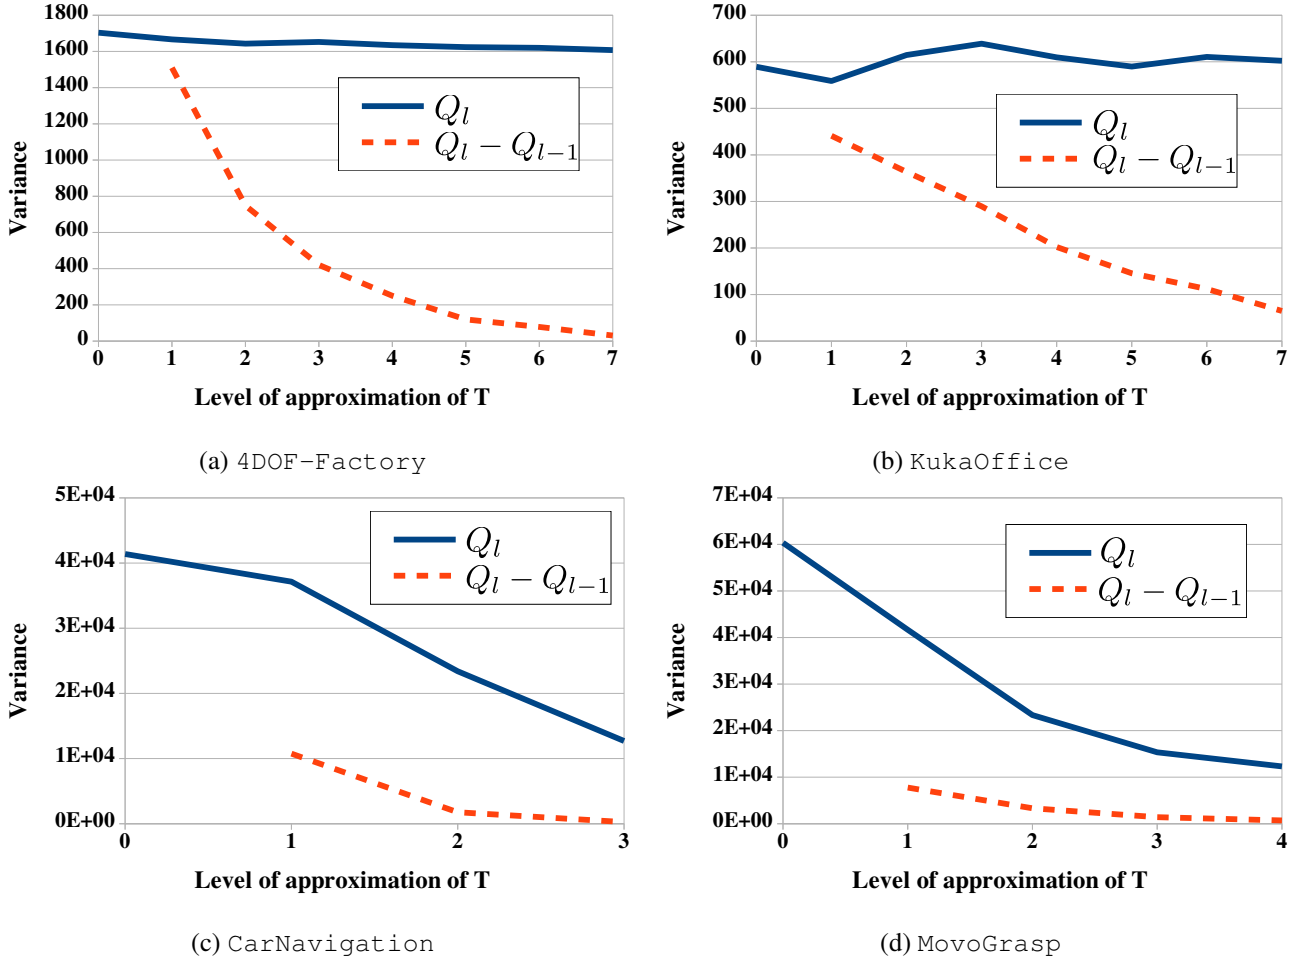 1800
1600
1400
1200
1000
800
600
400
200
0
Variance
Q_l
Q_l − Q_{l−1}
0 1 2 3 4 5 6 7
Level of approximation of T
(a) 4DOF-Factory
700
600
500
400
300
200
100
0
Variance
Q_l
Q_l − Q_{l−1}
0 1 2 3 4 5 6 7
Level of approximation of T
(b) KukaOffice
5E+04
4E+04
3E+04
2E+04
1E+04
0E+00
Variance
Q_l
Q_l − Q_{l−1}
0 1 2 3
Level of approximation of T
(c) CarNavigation
7E+04
6E+04
5E+04
4E+04
3E+04
2E+04
1E+04
0E+00
Variance
Q_l
Q_l − Q_{l−1}
0 1 2 3 4
Level of approximation of T
(d) MovoGrasp